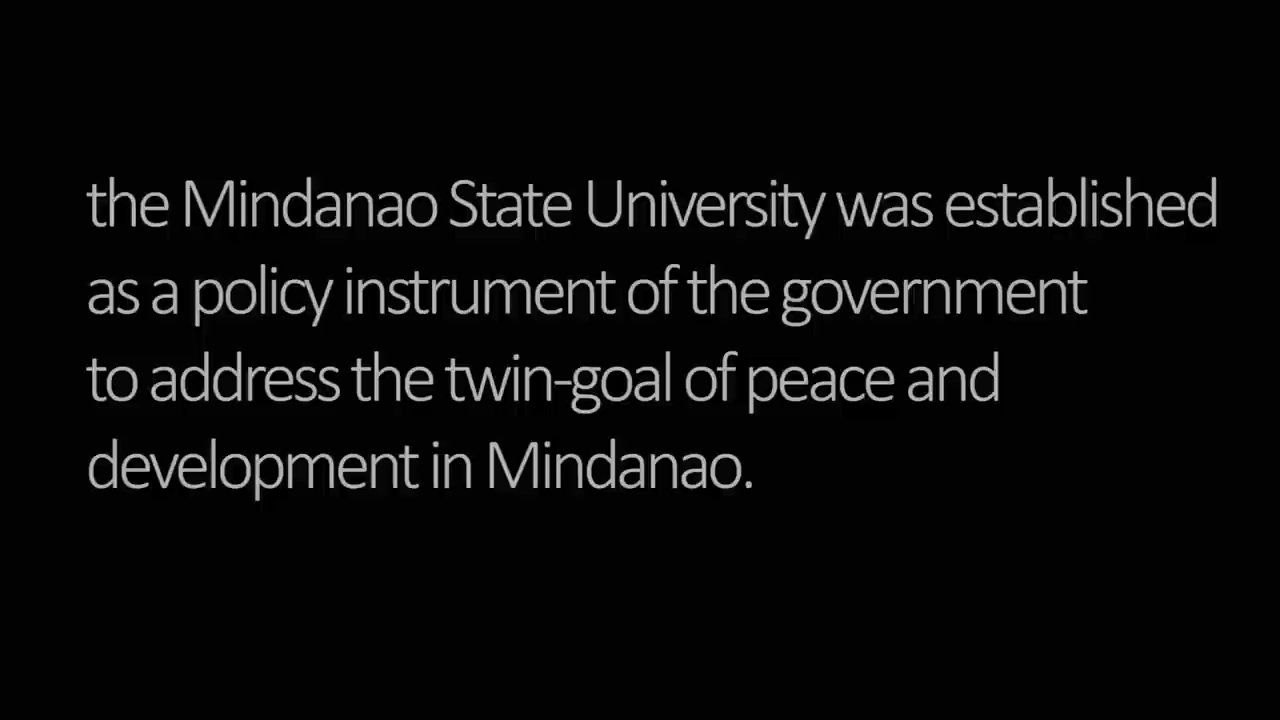 the Mindanao State University was established
as a policy instrument of the government
to address the twin-goal of peace and
development in Mindanao.